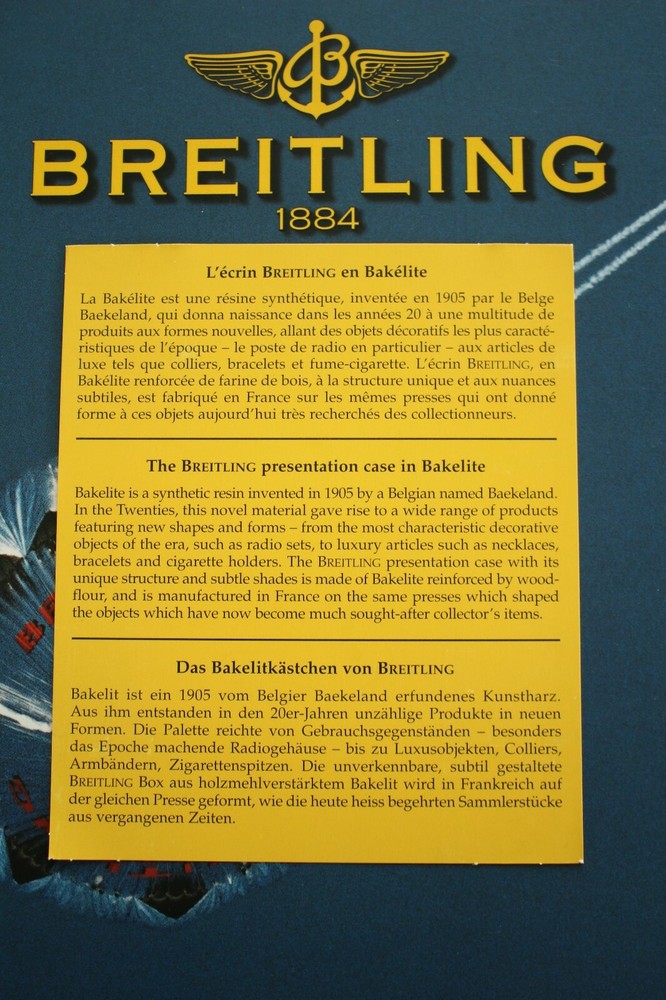 B
BREITLING
1884
L'écrin BREITLING en Bakélite
La Bakélite est une résine synthétique, inventée en 1905 par le Belge
Baekeland, qui donna naissance dans les années 20 à une multitude de
produits aux formes nouvelles, allant des objets décoratifs les plus caracté-
ristiques de l'époque – le poste de radio en particulier – aux articles de
luxe tels que colliers, bracelets et fume-cigarette. L'écrin BREITLING, en
Bakélite renforcée de farine de bois, à la structure unique et aux nuances
subtiles, est fabriqué en France sur les mêmes presses qui ont donné
forme à ces objets aujourd'hui très recherchés des collectionneurs.
The BREITLING presentation case in Bakelite
Bakelite is a synthetic resin invented in 1905 by a Belgian named Baekeland.
In the Twenties, this novel material gave rise to a wide range of products
featuring new shapes and forms – from the most characteristic decorative
objects of the era, such as radio sets, to luxury articles such as necklaces,
bracelets and cigarette holders. The BREITLING presentation case with its
unique structure and subtle shades is made of Bakelite reinforced by wood-
flour, and is manufactured in France on the same presses which shaped
the objects which have now become much sought-after collector's items.
Das Bakelitkästchen von BREITLING
Bakelit ist ein 1905 vom Belgier Baekeland erfundenes Kunstharz.
Aus ihm entstanden in den 20er-Jahren unzählige Produkte in neuen
Formen. Die Palette reichte von Gebrauchsgegenständen – besonders
das Epoche machende Radiogehäuse – bis zu Luxusobjekten, Colliers,
Armbändern, Zigarettenspitzen. Die unverkennbare, subtil gestaltete
BREITLING Box aus holzmehlverstärktem Bakelit wird in Frankreich auf
der gleichen Presse geformt, wie die heute heiss begehrten Sammlerstücke
aus vergangenen Zeiten.